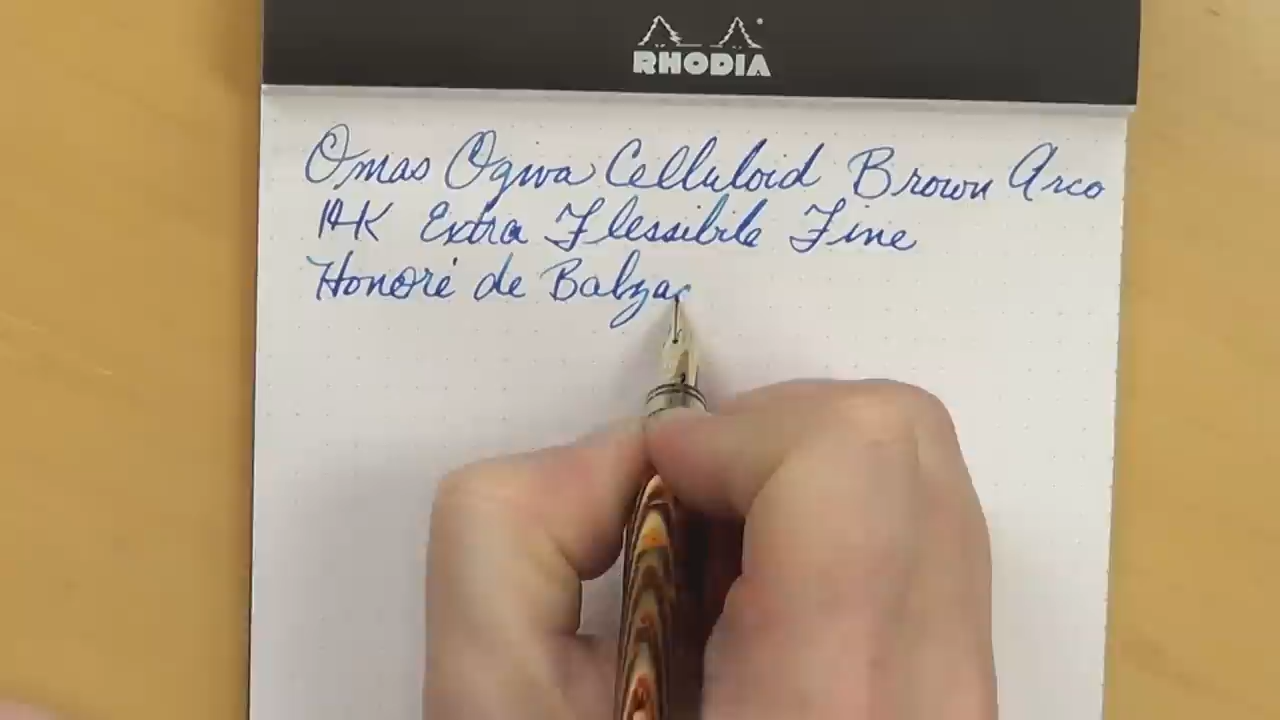 RHODIA
Omas Ogiva Celluloid Brown Arco
14K Extra Flessibile Fine
Honoré de Balzac